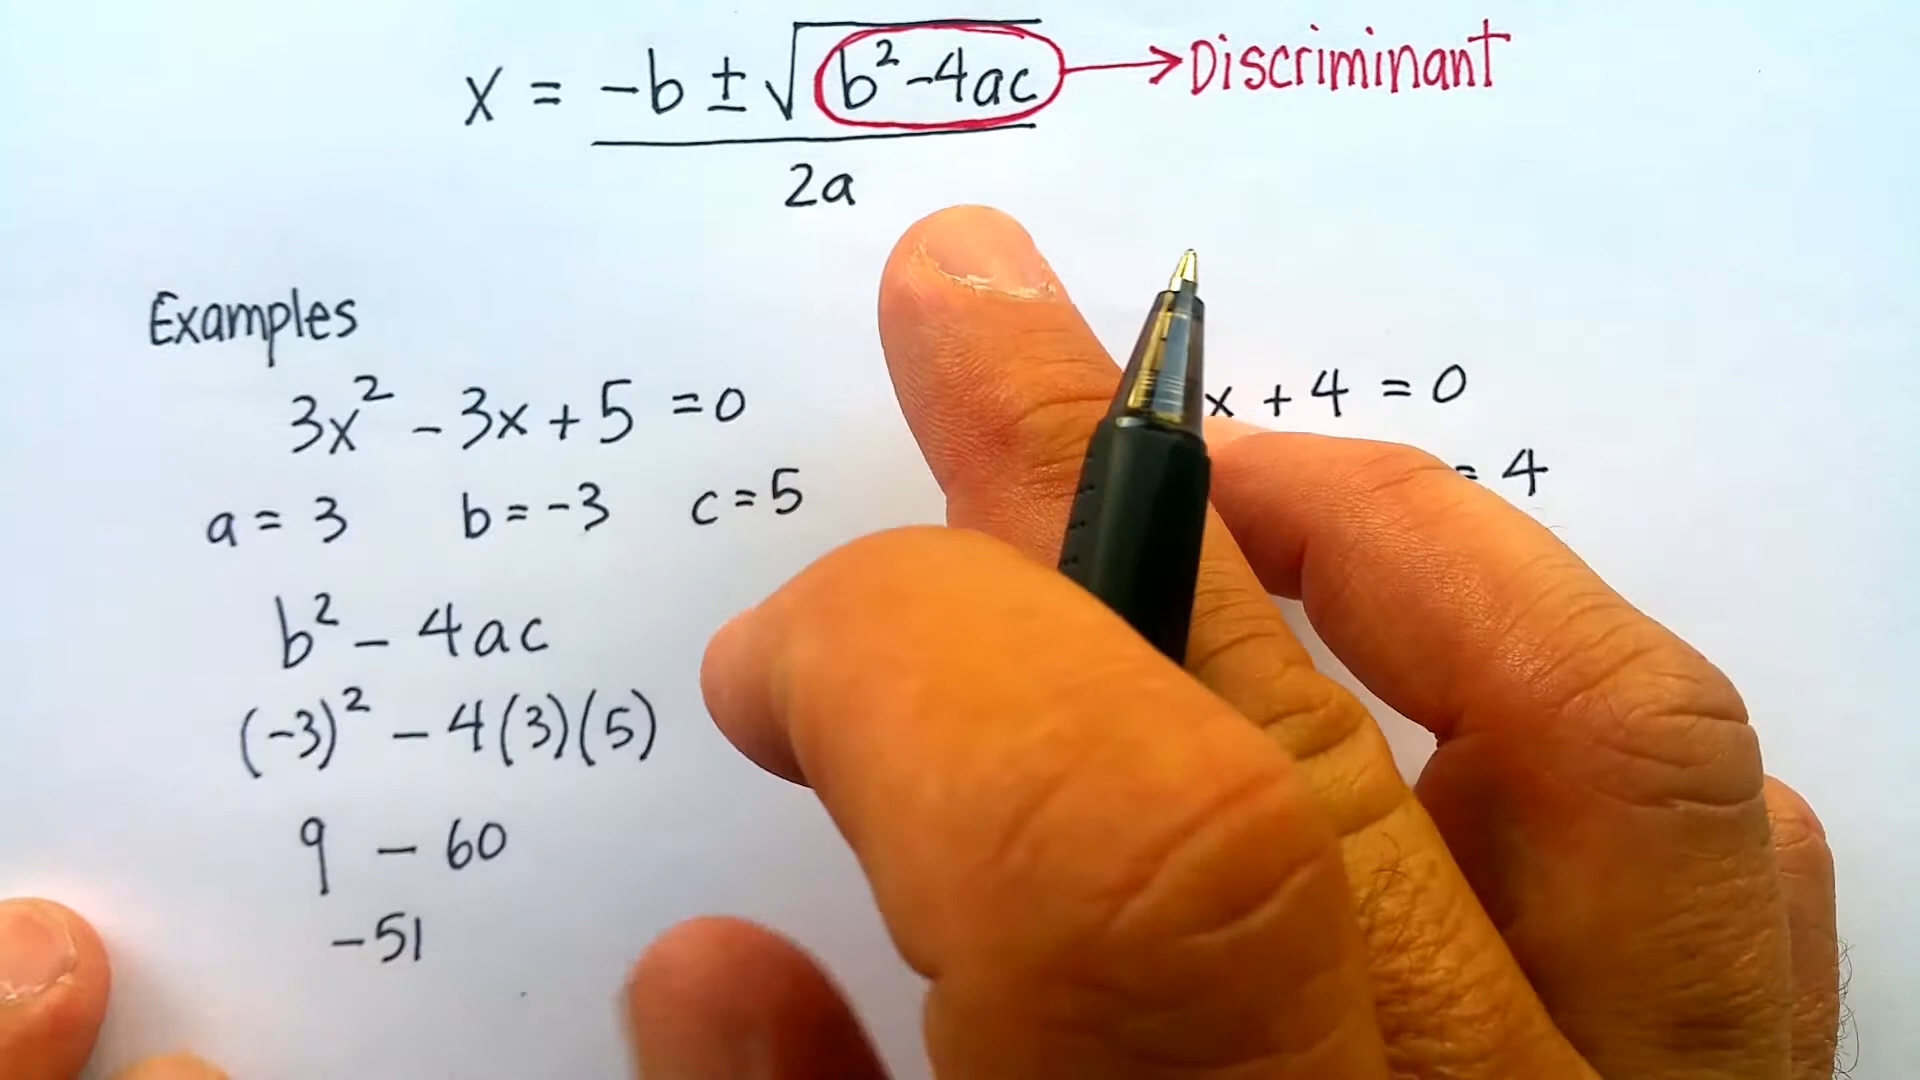 x = -b ± √b² - 4ac → Discriminant
2a
Examples
3x² - 3x + 5 = 0
x + 4 = 0
a = 3 b = -3 c = 5
= 4
b² - 4ac
(-3)² - 4(3)(5)
9 - 60
-51